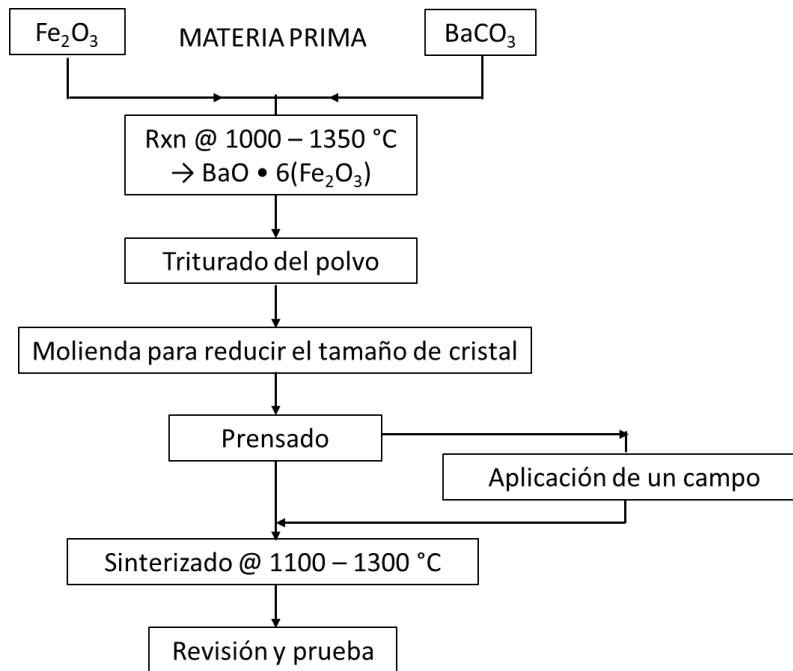 Fe₂O₃
MATERIA PRIMA
BaCO₃
Rxn @ 1000 – 1350 °C
→ BaO • 6(Fe₂O₃)
Triturado del polvo
Molienda para reducir el tamaño de cristal
Prensado
Aplicación de un campo
Sinterizado @ 1100 – 1300 °C
Revisión y prueba